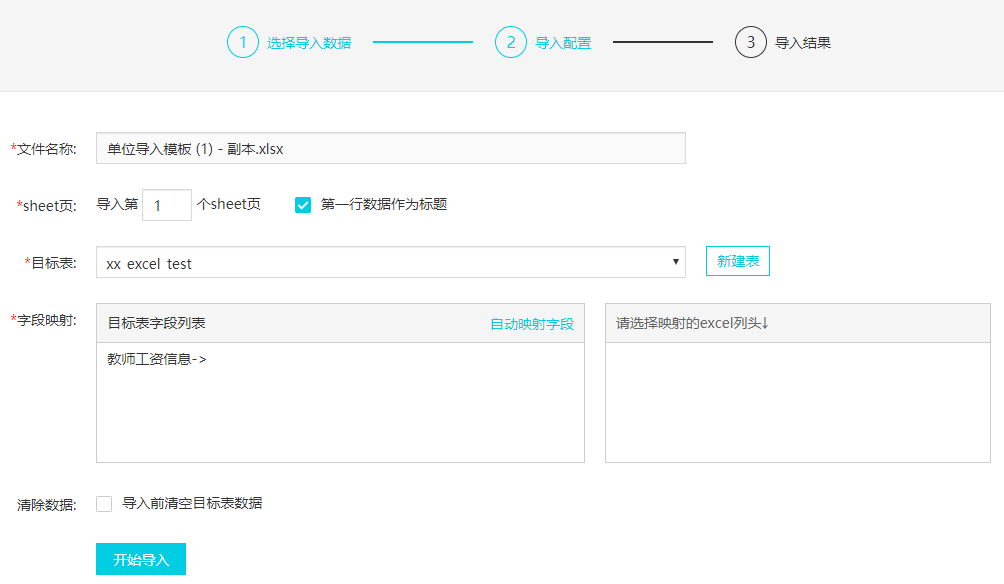 1 选择导入数据 2 导入配置 3 导入结果
*文件名称: 单位导入模板 (1) - 副本.xlsx
*sheet页: 导入第 1 个sheet页 第一行数据作为标题
*目标表: xx_excel_test 新建表
*字段映射: 目标表字段列表 自动映射字段 请选择映射的excel列头↓
教师工资信息->
清除数据: 导入前清空目标表数据
开始导入